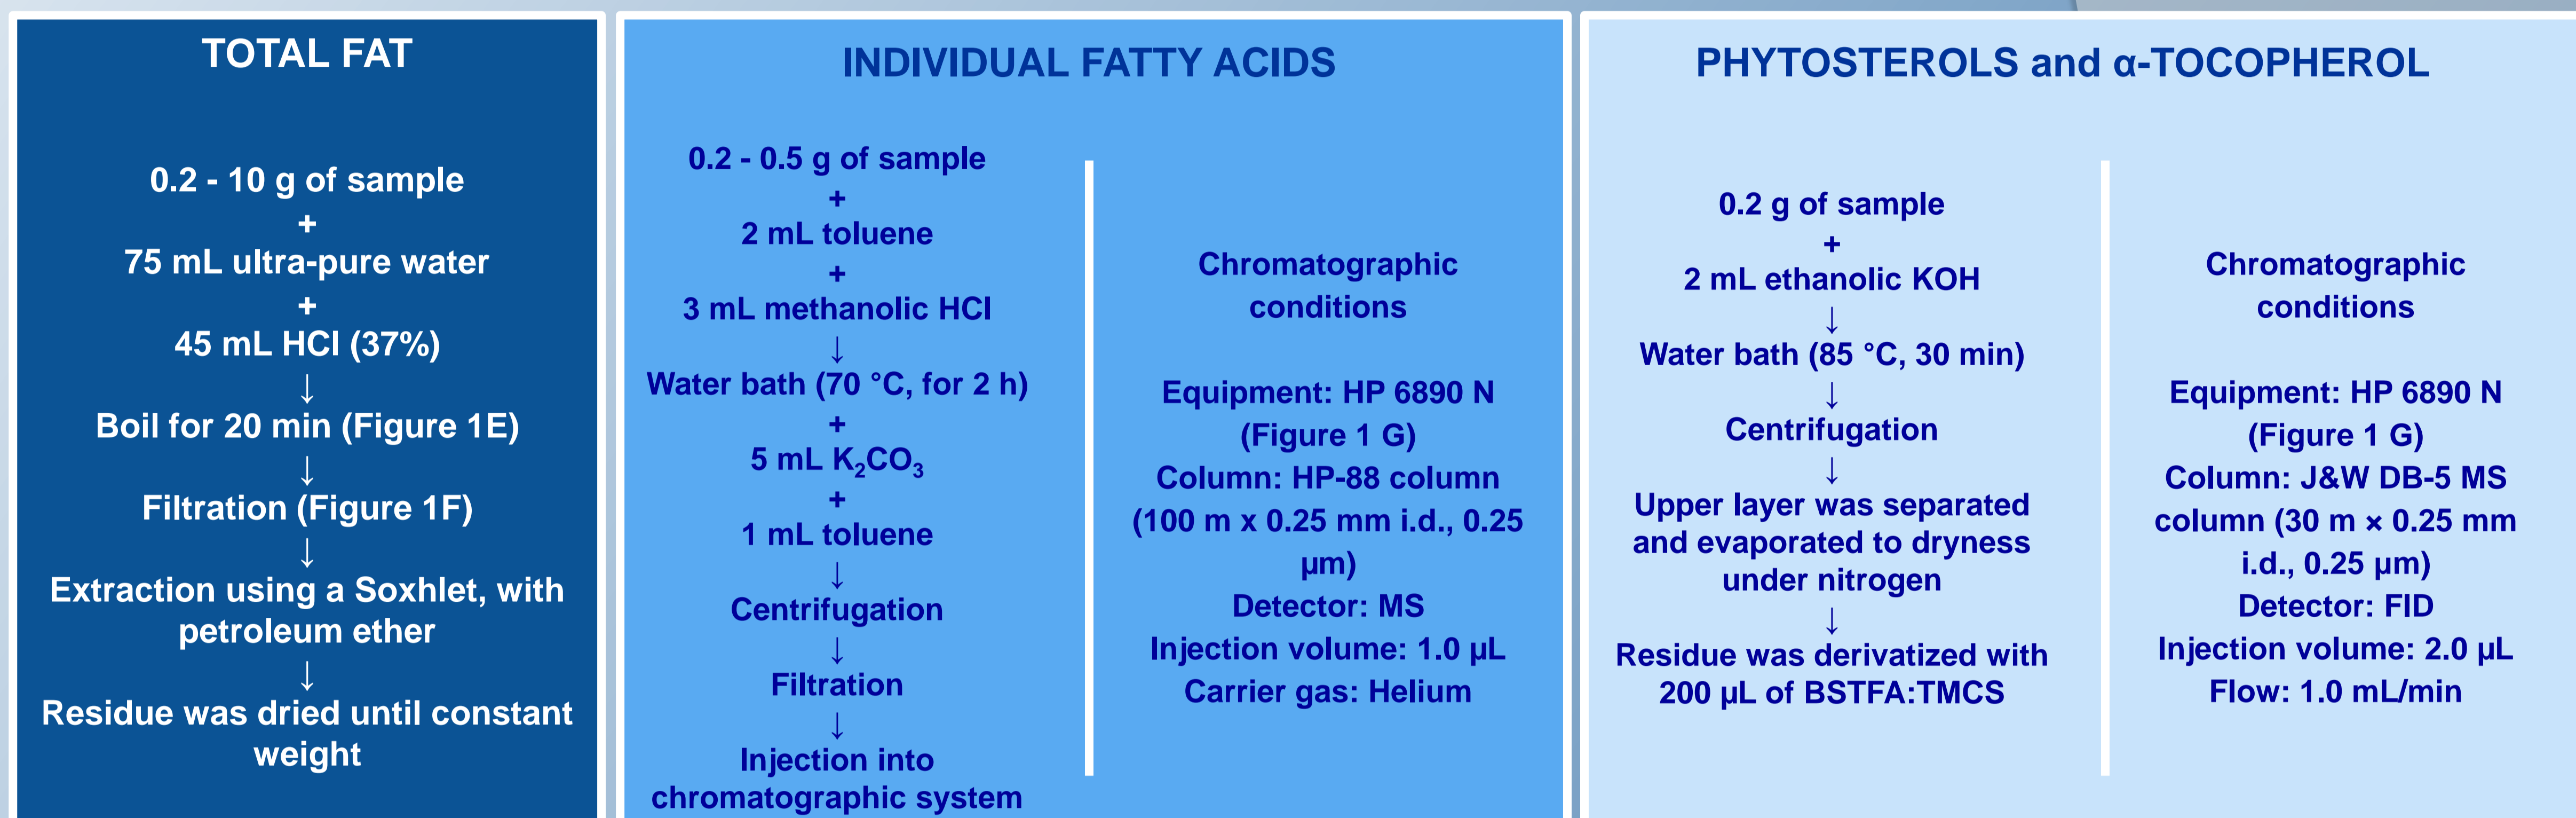 TOTAL FAT
0.2 - 10 g of sample
+
75 mL ultra-pure water
+
45 mL HCl (37%)
↓
Boil for 20 min (Figure 1E)
↓
Filtration (Figure 1F)
↓
Extraction using a Soxhlet, with
petroleum ether
↓
Residue was dried until constant
weight
INDIVIDUAL FATTY ACIDS
0.2 - 0.5 g of sample
+
2 mL toluene
+
3 mL methanolic HCl
↓
Water bath (70 °C, for 2 h)
+
5 mL K₂CO₃
+
1 mL toluene
↓
Centrifugation
↓
Filtration
↓
Injection into
chromatographic system
Chromatographic
conditions
Equipment: HP 6890 N
(Figure 1 G)
Column: HP-88 column
(100 m x 0.25 mm i.d., 0.25
µm)
Detector: MS
Injection volume: 1.0 µL
Carrier gas: Helium
PHYTOSTEROLS and α-TOCOPHEROL
0.2 g of sample
+
2 mL ethanolic KOH
↓
Water bath (85 °C, 30 min)
↓
Centrifugation
↓
Upper layer was separated
and evaporated to dryness
under nitrogen
↓
Residue was derivatized with
200 µL of BSTFA:TMCS
Chromatographic
conditions
Equipment: HP 6890 N
(Figure 1 G)
Column: J&W DB-5 MS
column (30 m × 0.25 mm
i.d., 0.25 µm)
Detector: FID
Injection volume: 2.0 µL
Flow: 1.0 mL/min